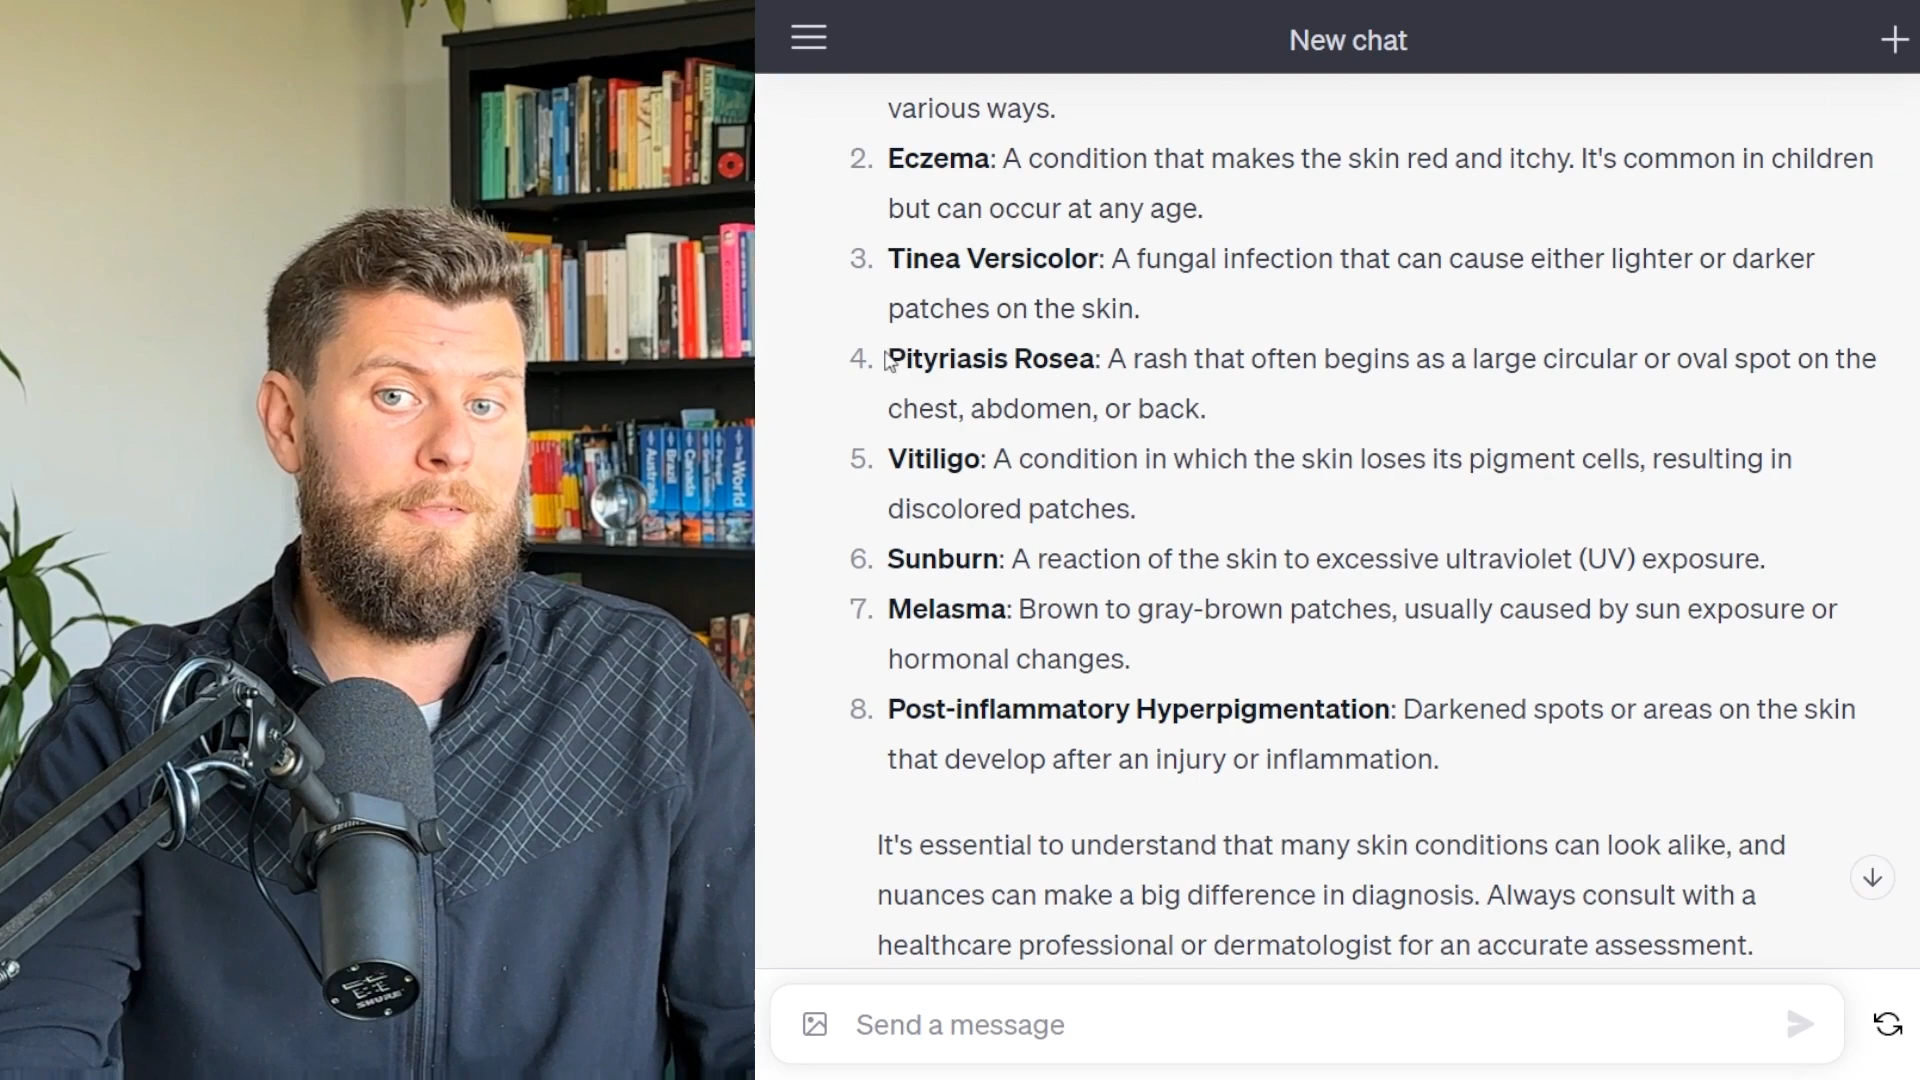 New chat
various ways.
2. Eczema: A condition that makes the skin red and itchy. It's common in children
but can occur at any age.
3. Tinea Versicolor: A fungal infection that can cause either lighter or darker
patches on the skin.
4. Pityriasis Rosea: A rash that often begins as a large circular or oval spot on the
chest, abdomen, or back.
5. Vitiligo: A condition in which the skin loses its pigment cells, resulting in
discolored patches.
6. Sunburn: A reaction of the skin to excessive ultraviolet (UV) exposure.
7. Melasma: Brown to gray-brown patches, usually caused by sun exposure or
hormonal changes.
8. Post-inflammatory Hyperpigmentation: Darkened spots or areas on the skin
that develop after an injury or inflammation.
It's essential to understand that many skin conditions can look alike, and
nuances can make a big difference in diagnosis. Always consult with a
healthcare professional or dermatologist for an accurate assessment.
Send a message
Australia
Brazil
Canada
The World
SHURE